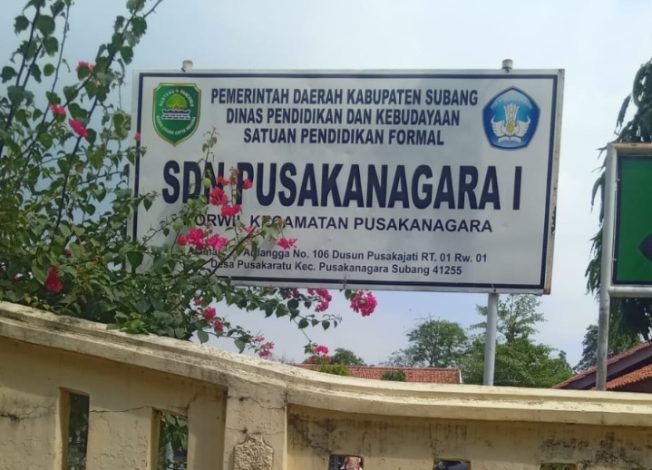 PEMERINTAH DAERAH KABUPATEN SUBANG
DINAS PENDIDIKAN DAN KEBUDAYAAN
SATUAN PENDIDIKAN FORMAL
SDN PUSAKANAGARA I
KORWIL KECAMATAN PUSAKANAGARA
No. 106 Dusun Pusakajati RT. 01 Rw. 01
Desa Pusakaratu Kec. Pusakanagara Subang 41255